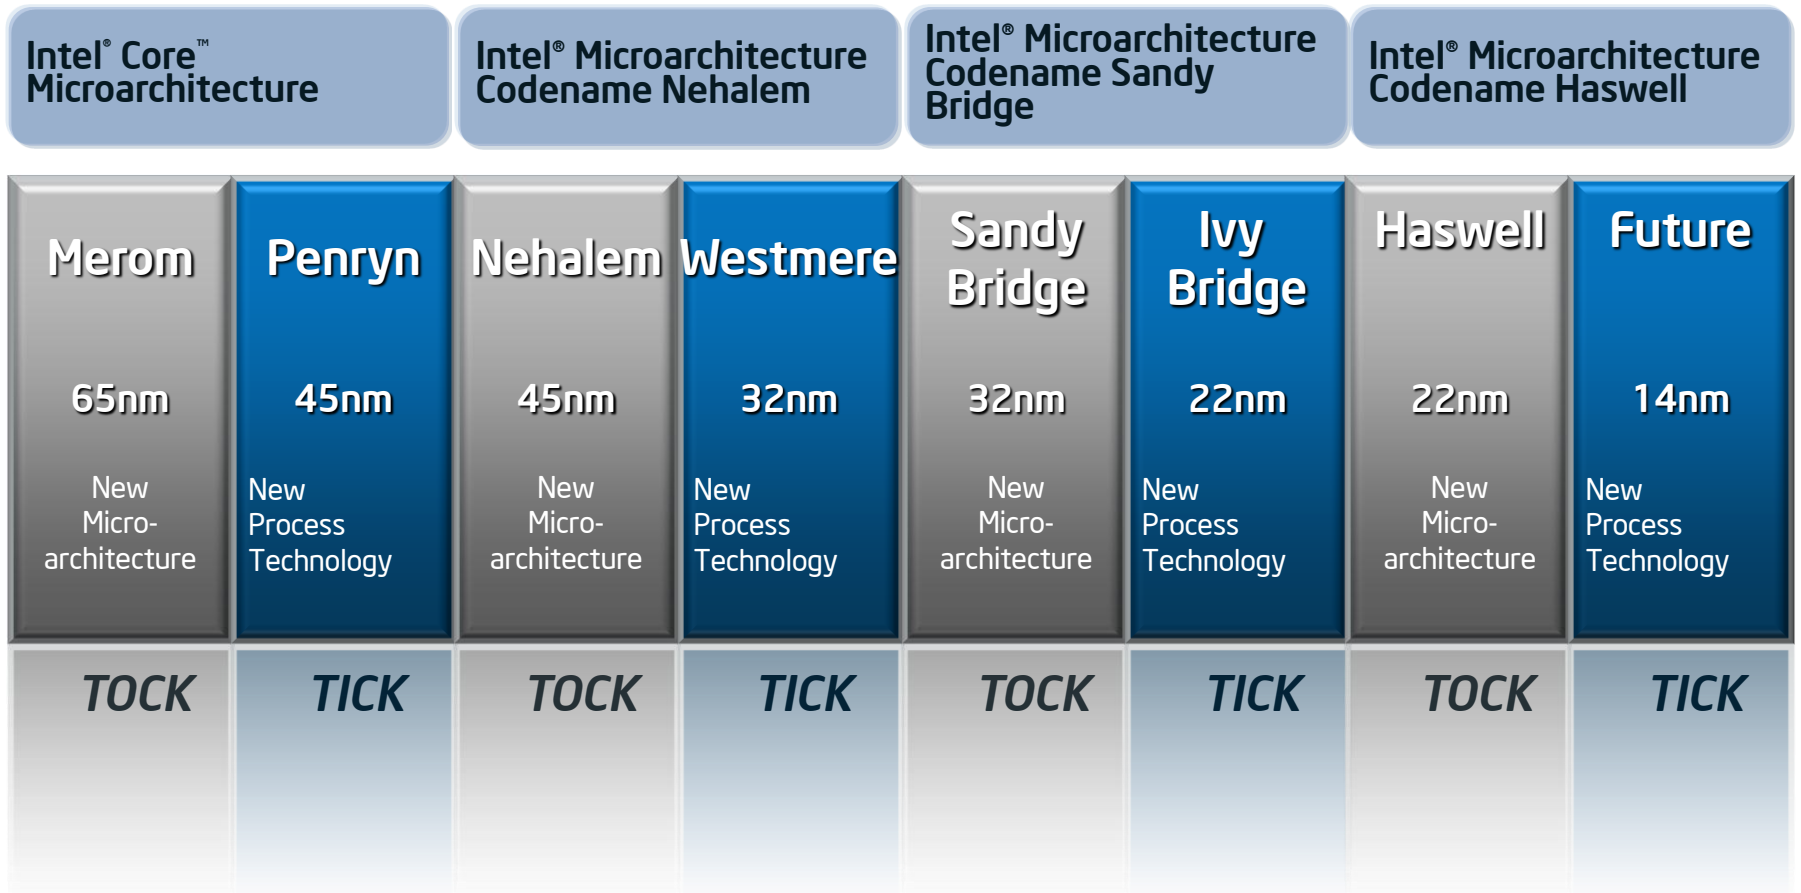 Intel® Core™
Microarchitecture
Intel® Microarchitecture
Codename Nehalem
Intel® Microarchitecture
Codename Sandy
Bridge
Intel® Microarchitecture
Codename Haswell
Merom
65nm
New
Micro-
architecture
TOCK
Penryn
45nm
New
Process
Technology
TICK
Nehalem
45nm
New
Micro-
architecture
TOCK
Westmere
32nm
New
Process
Technology
TICK
Sandy
Bridge
32nm
New
Micro-
architecture
TOCK
Ivy
Bridge
22nm
New
Process
Technology
TICK
Haswell
22nm
New
Micro-
architecture
TOCK
Future
14nm
New
Process
Technology
TICK